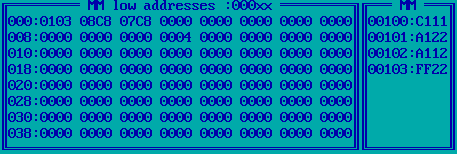 MM low addresses :000xx
MM
000:0103 08C8 07C8 0000 0000 0000 0000 0000
00100:C111
008:0000 0000 0000 0004 0000 0000 0000 0000
00101:A122
010:0000 0000 0000 0000 0000 0000 0000 0000
00102:A112
018:0000 0000 0000 0000 0000 0000 0000 0000
00103:FF22
020:0000 0000 0000 0000 0000 0000 0000 0000
028:0000 0000 0000 0000 0000 0000 0000 0000
030:0000 0000 0000 0000 0000 0000 0000 0000
038:0000 0000 0000 0000 0000 0000 0000 0000